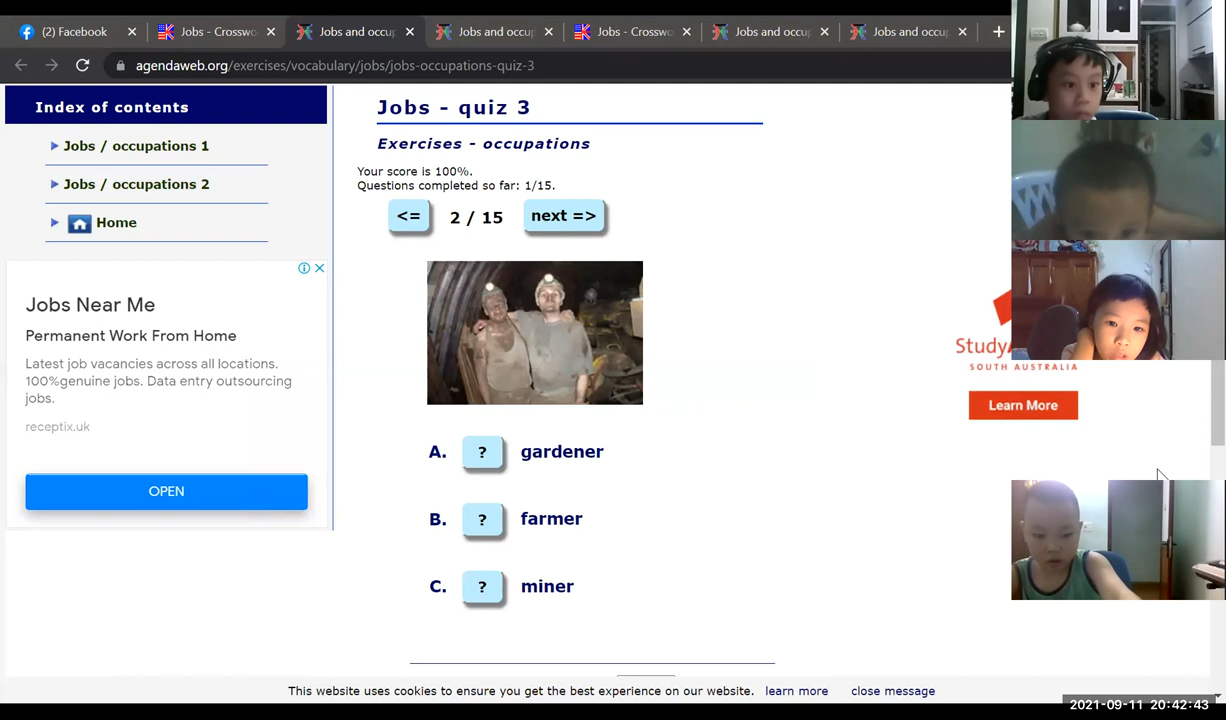 (2) Facebook
Jobs - Crosswo
Jobs and occup
Jobs and occup
Jobs - Crosswo
Jobs and occup
Jobs and occup
agendaweb.org/exercises/vocabulary/jobs/jobs-occupations-quiz-3
Index of contents
Jobs / occupations 1
Jobs / occupations 2
Home
Jobs Near Me
Permanent Work From Home
Latest job vacancies across all locations.
100%genuine jobs. Data entry outsourcing
jobs.
receptix.uk
OPEN
Jobs - quiz 3
Exercises - occupations
Your score is 100%.
Questions completed so far: 1/15.
<= 2 / 15 next =>
A. ? gardener
B. ? farmer
C. ? miner
StudyA
SOUTH AUSTRALIA
Learn More
This website uses cookies to ensure you get the best experience on our website. learn more close message
2021-09-11 20:42:43